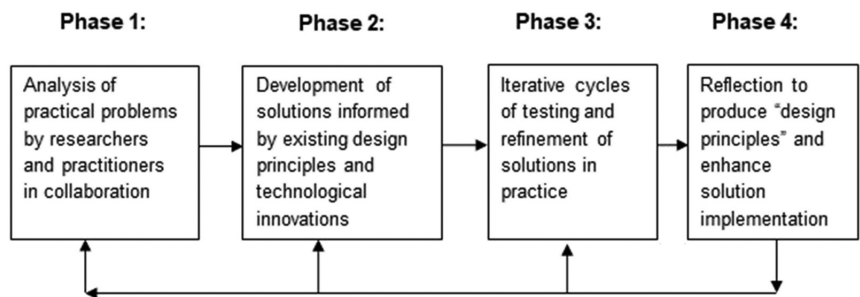 Phase 1:
Phase 2:
Phase 3:
Phase 4:
Analysis of
practical problems
by researchers
and practitioners
in collaboration
Development of
solutions informed
by existing design
principles and
technological
innovations
Iterative cycles
of testing and
refinement of
solutions in
practice
Reflection to
produce “design
principles” and
enhance
solution
implementation